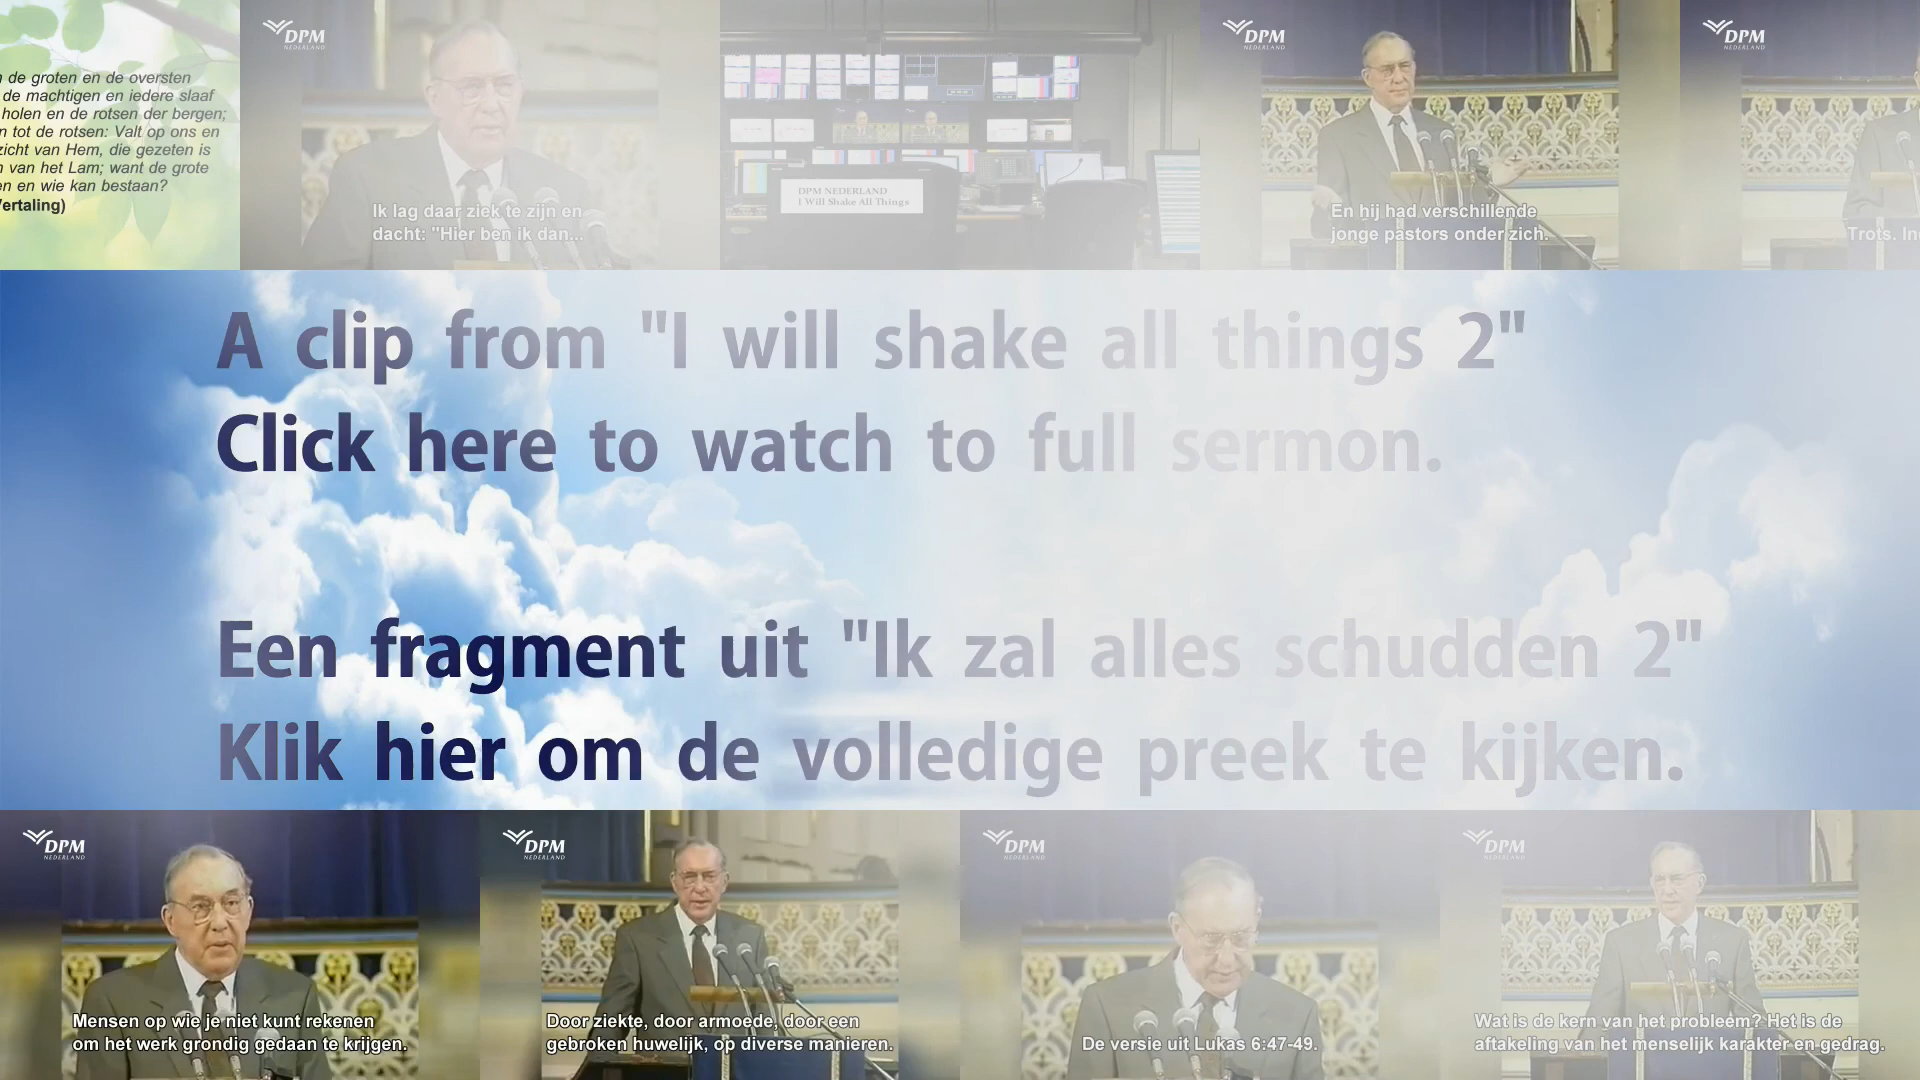 de groten en de oversten
de machtigen en iedere slaaf
holen en de rotsen der bergen;
tot de rotsen: Valt op ons en
van Hem, die gezeten is
van het Lam; want de grote
en wie kan bestaan?
DPM
NEDERLAND
Ik lag daar ziek te zijn en
dacht: "Hier ben ik dan...
DPM NEDERLAND
I Will Shake All Things
DPM
NEDERLAND
En hij had verschillende
jonge pastors onder zich.
DPM
NEDERLAND
Trots.
A clip from "I will shake all things 2"
Click here to watch to full sermon.
Een fragment uit "Ik zal alles schudden 2"
Klik hier om de volledige preek te kijken.
DPM
NEDERLAND
Mensen op wie je niet kunt rekenen
om het werk grondig gedaan te krijgen.
DPM
NEDERLAND
Door ziekte, door armoede, door een
gebroken huwelijk, op diverse manieren.
DPM
NEDERLAND
De versie uit Lukas 6:47-49.
DPM
NEDERLAND
Wat is de kern van het probleem? Het is de
aftakeling van het menselijk karakter en gedrag.